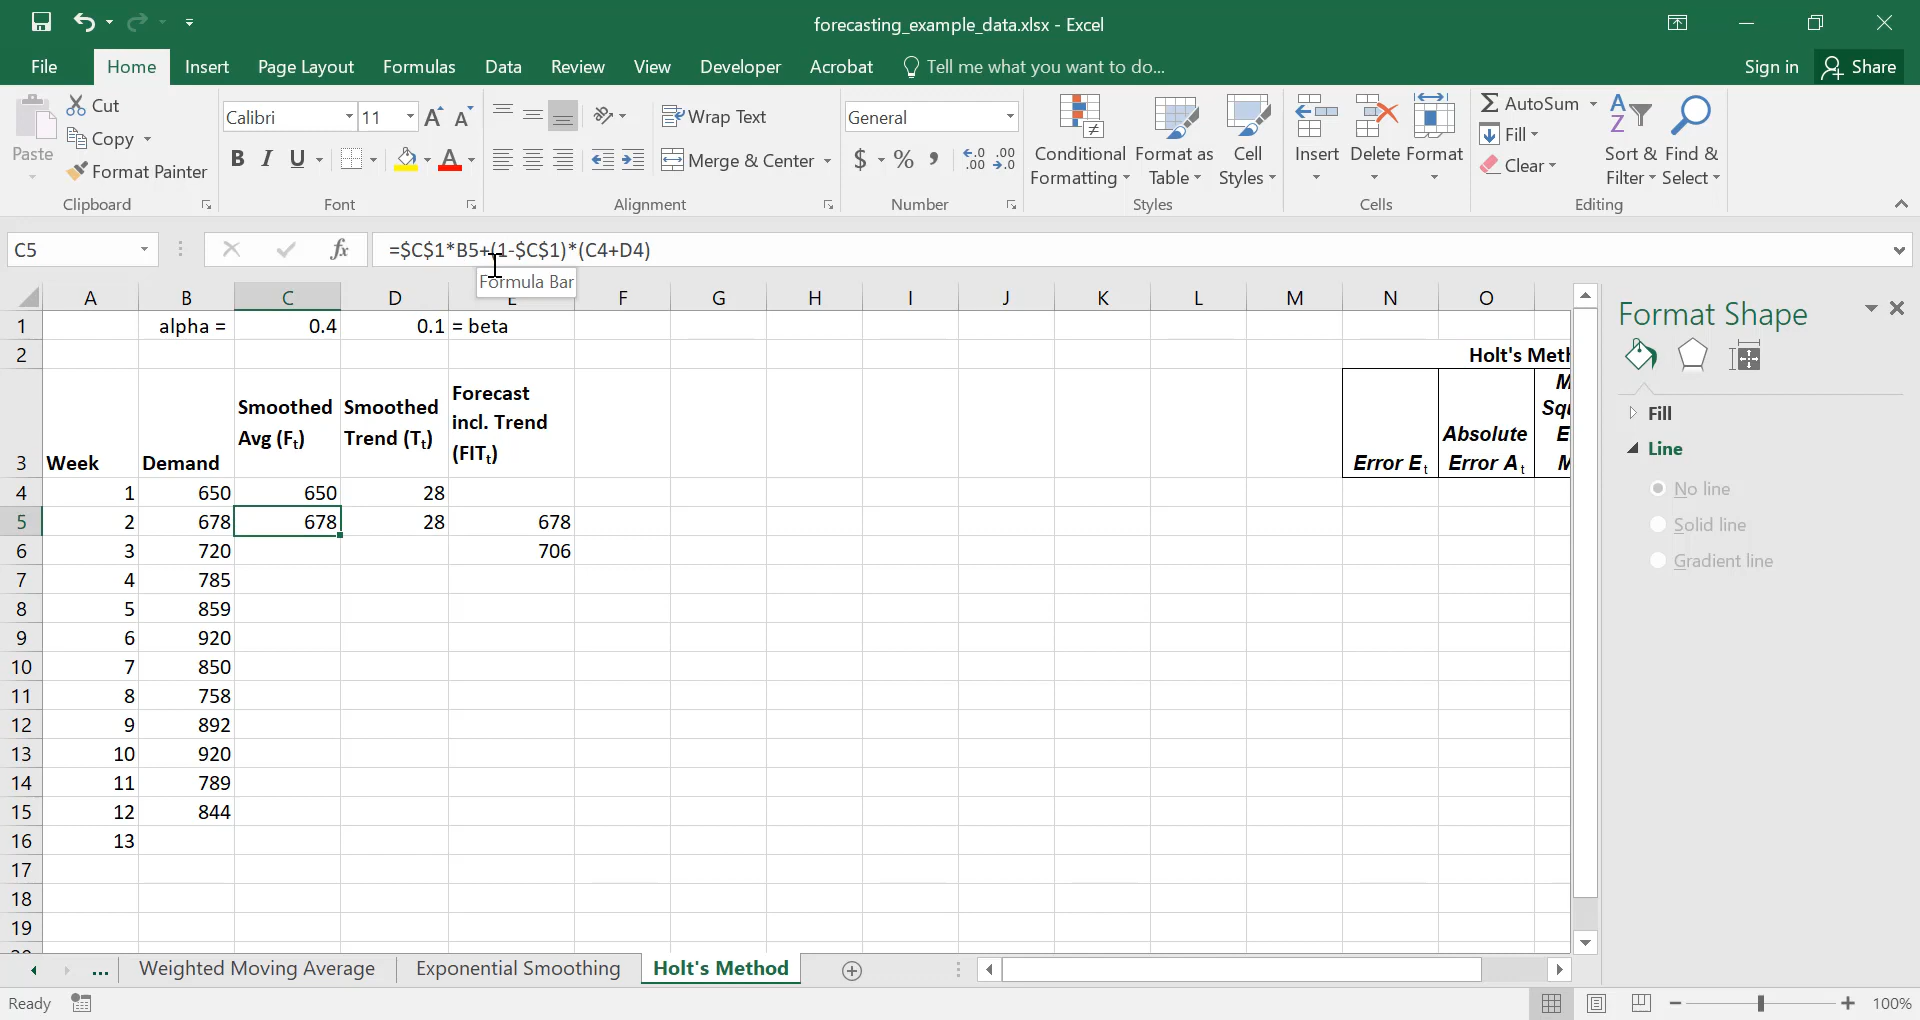 forecasting_example_data.xlsx - Excel
File Home Insert Page Layout Formulas Data Review View Developer Acrobat Tell me what you want to do... Sign in Share
Paste
Cut
Copy
Format Painter
Clipboard
Calibri 11
B I U
Font
Wrap Text
Merge & Center
Alignment
General
$ % ,
Number
Conditional Formatting
Format as Table
Cell Styles
Styles
Insert Delete Format
Cells
AutoSum
Fill
Clear
Sort & Filter
Find & Select
Editing
C5 fx =$C$1*B5+(1-$C$1)*(C4+D4)
Formula Bar
A B C D E F G H I J K L M N O
1 alpha = 0.4 0.1 = beta
2 Holt's Meth
3 Week Demand Smoothed Avg (Ft) Smoothed Trend (Tt) Forecast incl. Trend (FITt) Error Et Absolute Error At
4 1 650 650 28
5 2 678 678 28 678
6 3 720 706
7 4 785
8 5 859
9 6 920
10 7 850
11 8 758
12 9 892
13 10 920
14 11 789
15 12 844
16 13
17
18
19
Format Shape
Fill
Line
No line
Solid line
Gradient line
... Weighted Moving Average Exponential Smoothing Holt's Method
Ready 100%